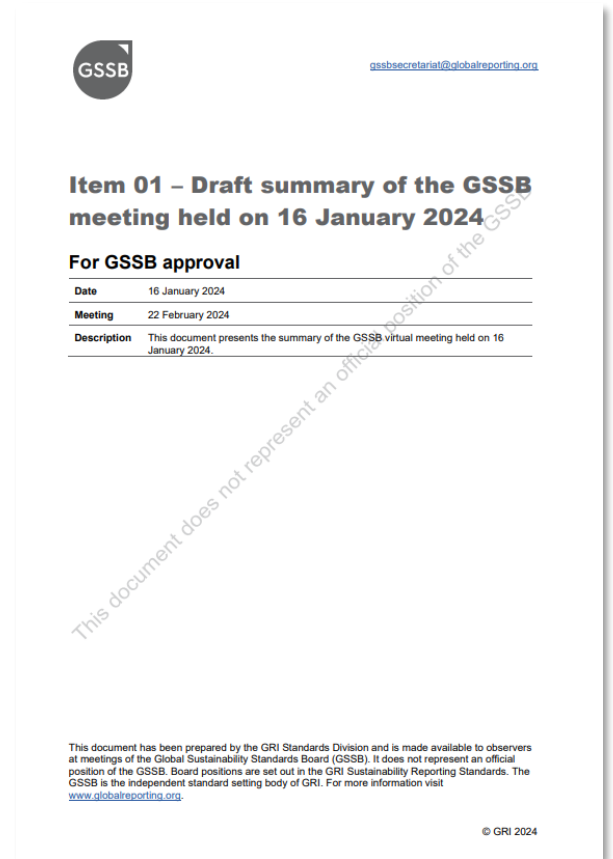 GSSB
gssbsecretariat@globalreporting.org
Item 01 – Draft summary of the GSSB
meeting held on 16 January 2024
For GSSB approval
Date 16 January 2024
Meeting 22 February 2024
Description This document presents the summary of the GSSB virtual meeting held on 16
January 2024.
This document does not represent an official position of the GSSB
This document has been prepared by the GRI Standards Division and is made available to observers
at meetings of the Global Sustainability Standards Board (GSSB). It does not represent an official
position of the GSSB. Board positions are set out in the GRI Sustainability Reporting Standards. The
GSSB is the independent standard setting body of GRI. For more information visit
www.globalreporting.org.
© GRI 2024